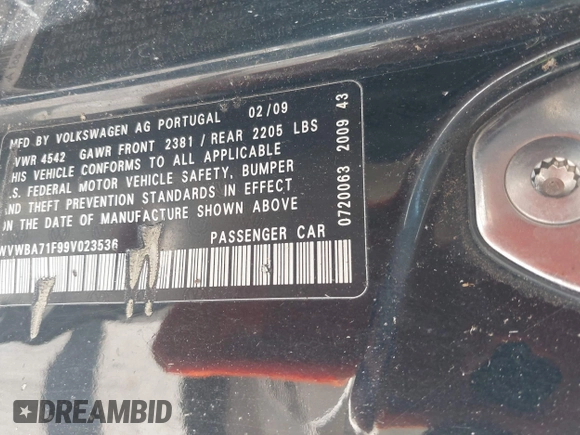 MFD BY VOLKSWAGEN AG PORTUGAL 02/09
VWR 4542 GAWR FRONT 2381 / REAR 2205 LBS
HIS VEHICLE CONFORMS TO ALL APPLICABLE
.S. FEDERAL MOTOR VEHICLE SAFETY, BUMPER
AND THEFT PREVENTION STANDARDS IN EFFECT
ON THE DATE OF MANUFACTURE SHOWN ABOVE
WVWBA71F99V023536 PASSENGER CAR
0720063 2009 43
DREAMBID